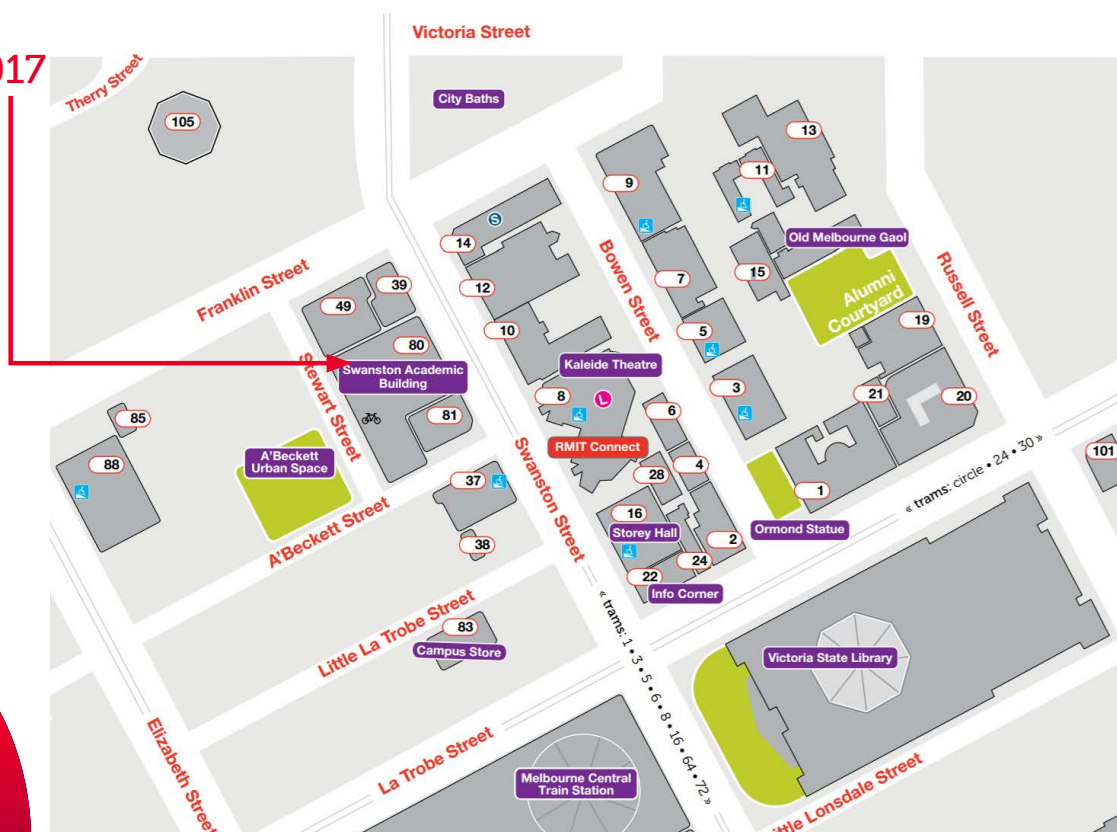 Victoria Street
017
Therry Street
City Baths
105
13
11
9
S
14
Old Melbourne Gaol
Bowen Street
7
15
Russell Street
39
49
12
Franklin Street
Alumni
Courtyard
19
10
5
80
Swanston Academic
Building
Kaleide Theatre
Stewart Street
3
8
L
21
20
81
6
85
RMIT Connect
Swanston Street
A'Beckett
Urban Space
88
37
28
4
101
« trams: circle • 24 • 30 »
1
A'Beckett Street
16
Storey Hall
Ormond Statue
38
2
24
22
Info Corner
« trams: 1 • 3 • 5 • 6 • 8 • 16 • 64 • 72 »
Little La Trobe Street
83
Campus Store
Victoria State Library
Elizabeth Street
La Trobe Street
Melbourne Central
Train Station
ittle Lonsdale Street